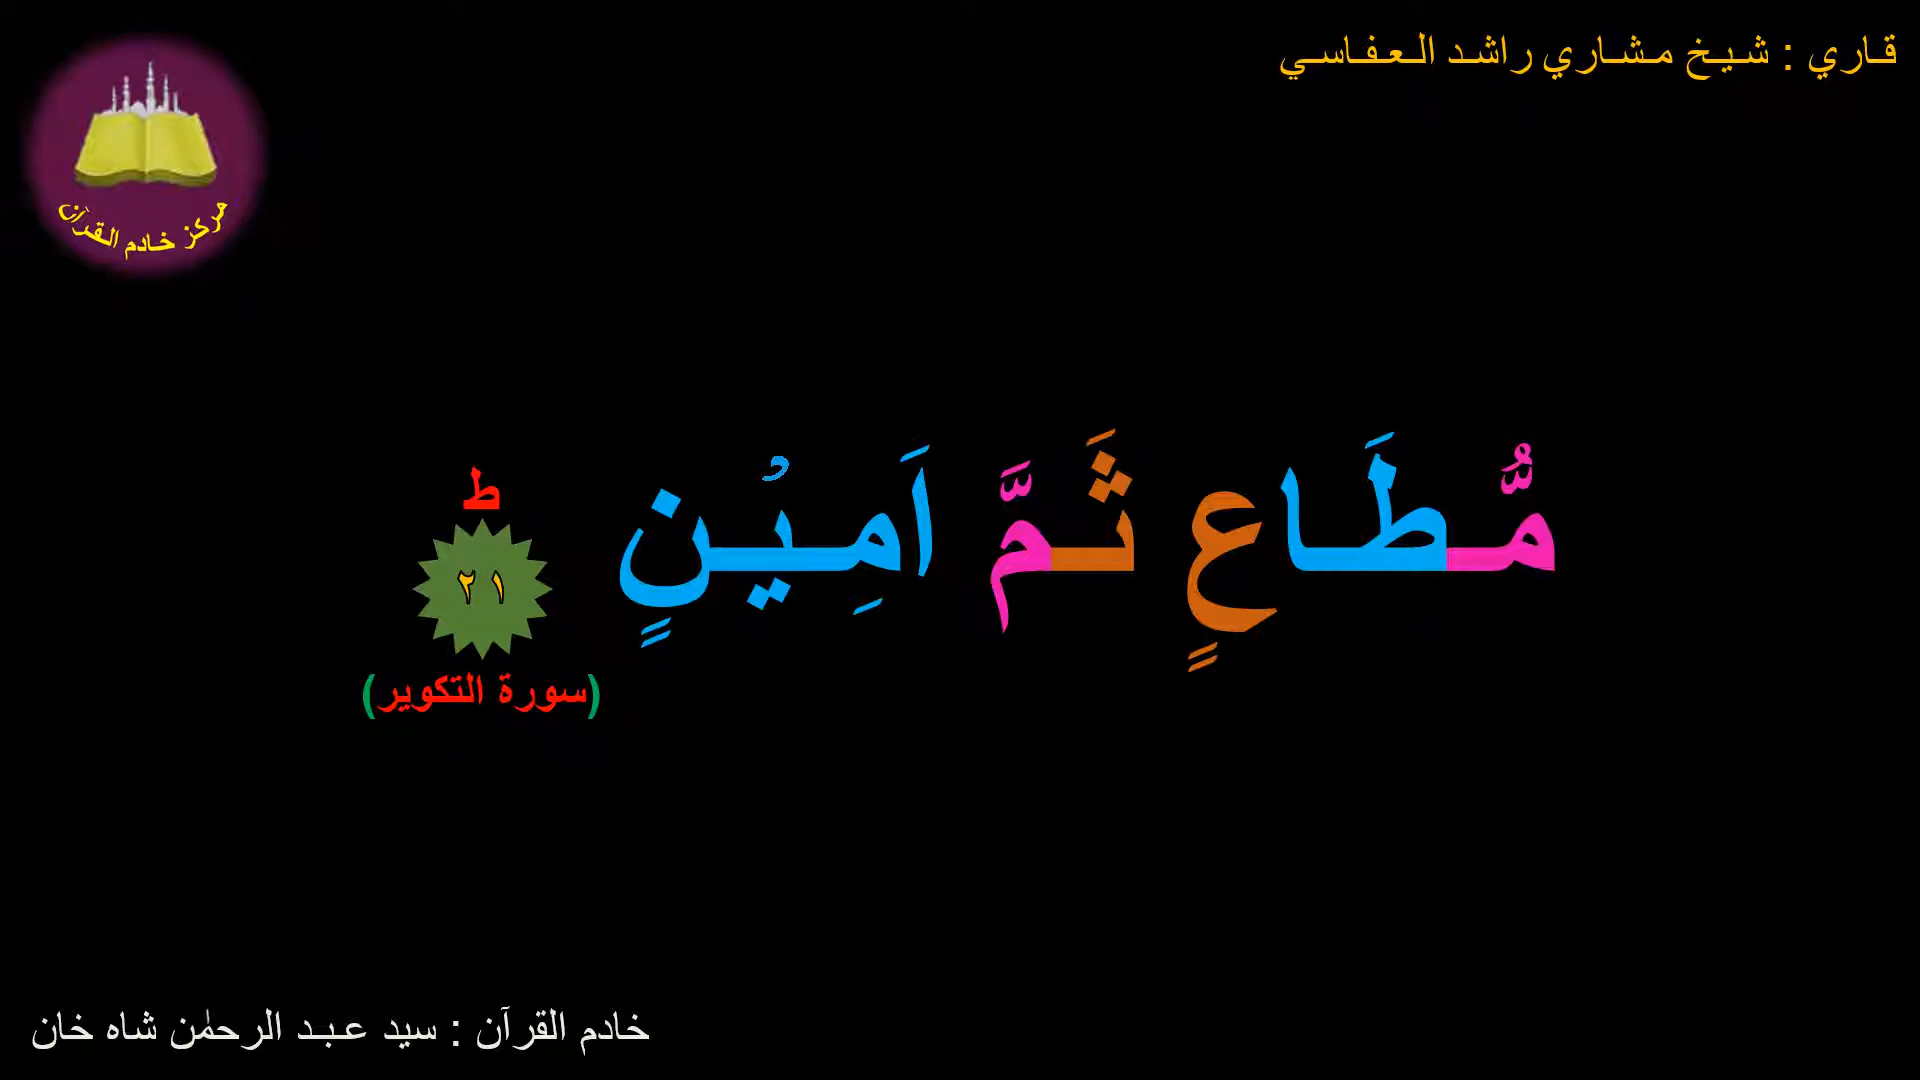 قاري : شيخ مشاري راشد العفاسي
مركز خادم القرآن
مُّطَاعٍ ثَمَّ اَمِيْنٍ ؕ ٢١
(سورة التكوير)
خادم القرآن : سيد عبد الرحمٰن شاه خان